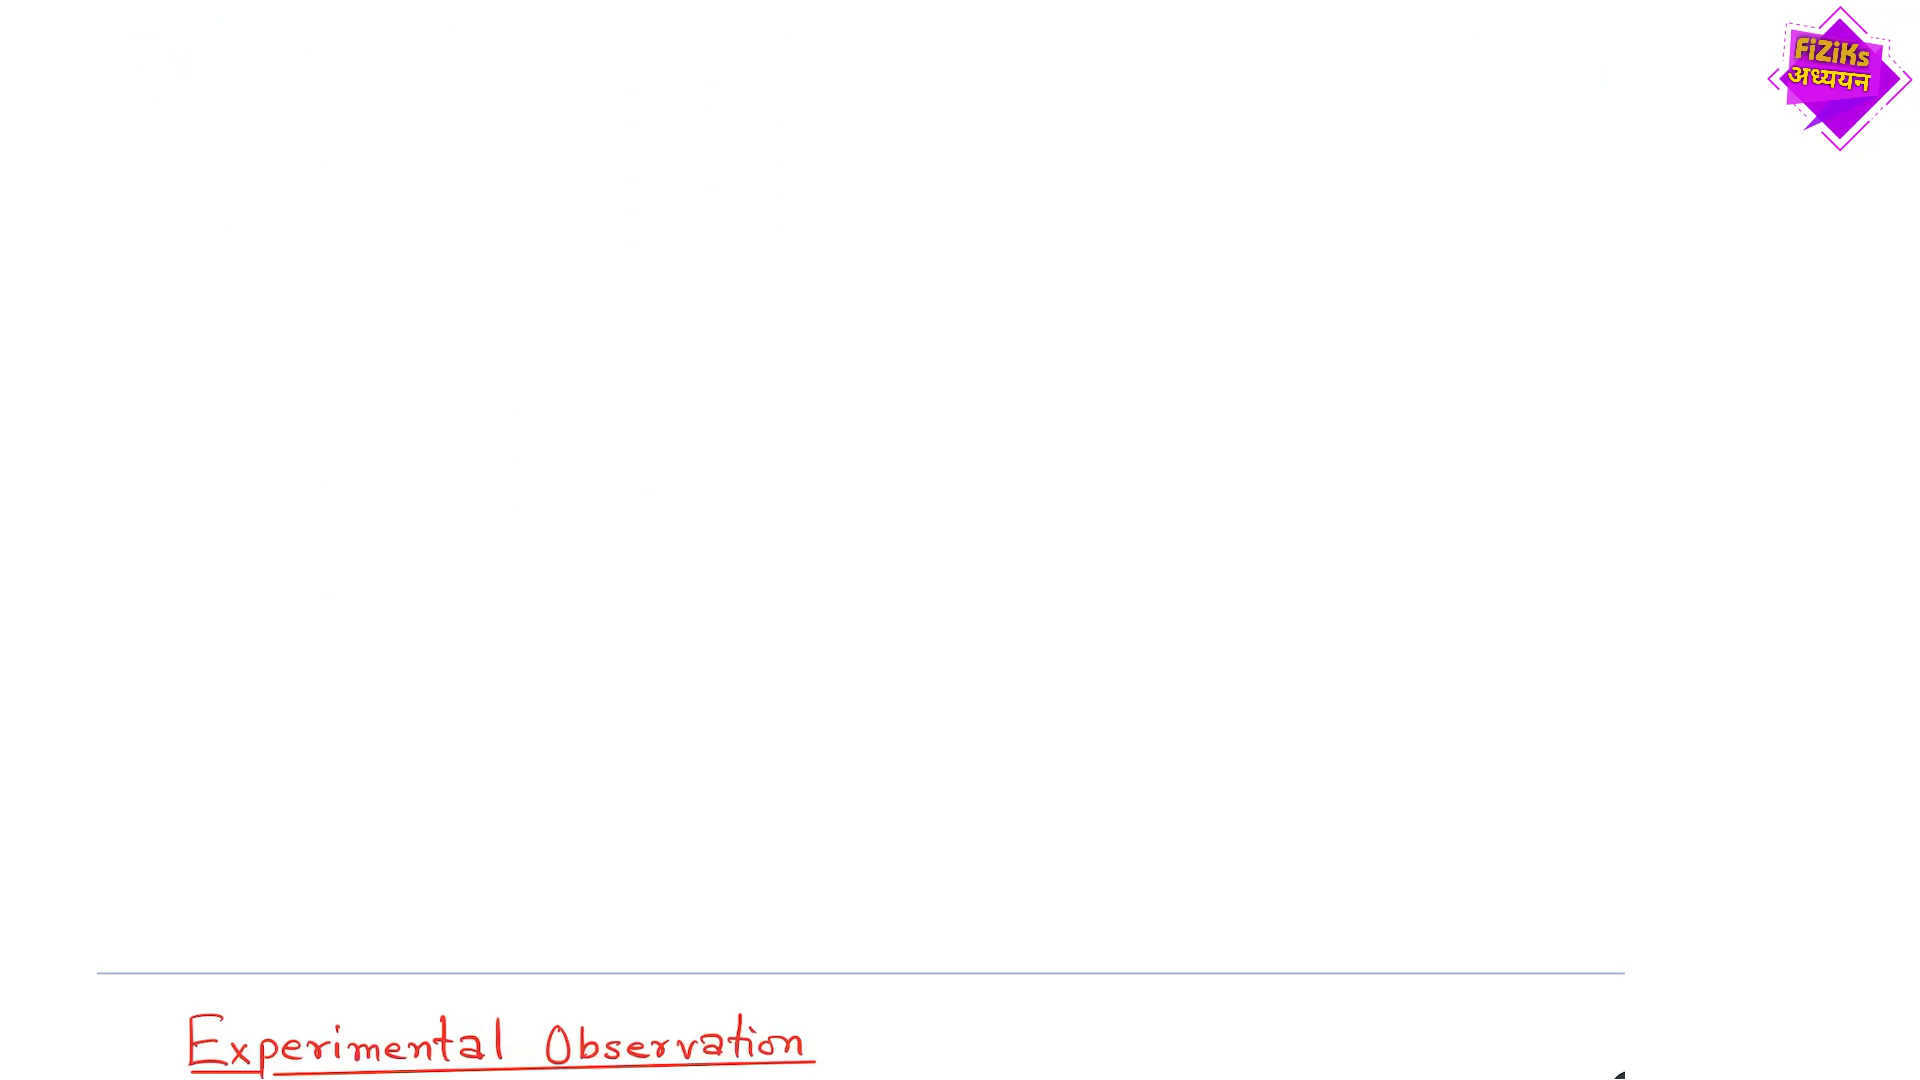 FiZiKs
अध्ययन
Experimental Observation